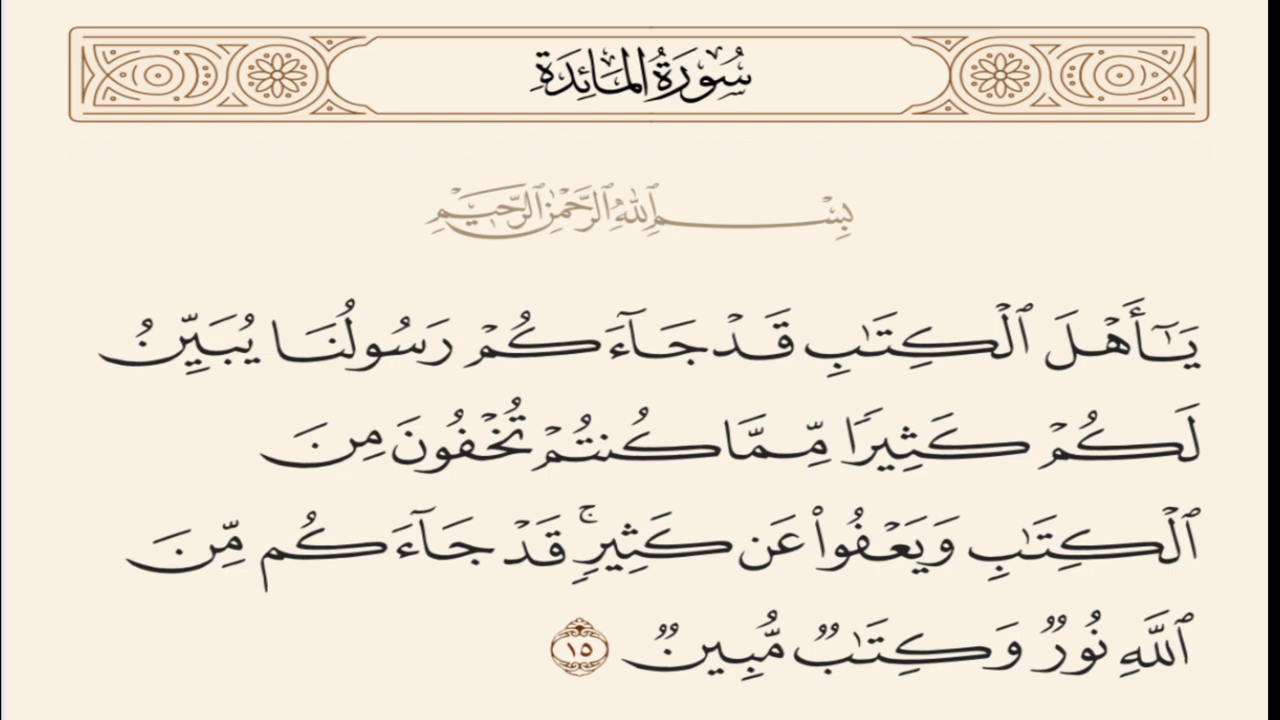 سُورَةُ المَائِدَةِ
بِسْمِ ٱللَّهِ ٱلرَّحْمَٰنِ ٱلرَّحِيمِ
يَـٰٓأَهْلَ ٱلْكِتَـٰبِ قَدْ جَآءَكُمْ رَسُولُنَا يُبَيِّنُ
لَكُمْ كَثِيرًا مِّمَّا كُنتُمْ تُخْفُونَ مِنَ
ٱلْكِتَـٰبِ وَيَعْفُوا۟ عَن كَثِيرٍ ۚ قَدْ جَآءَكُم مِّنَ
ٱللَّهِ نُورٌ وَكِتَـٰبٌ مُّبِينٌ ١٥